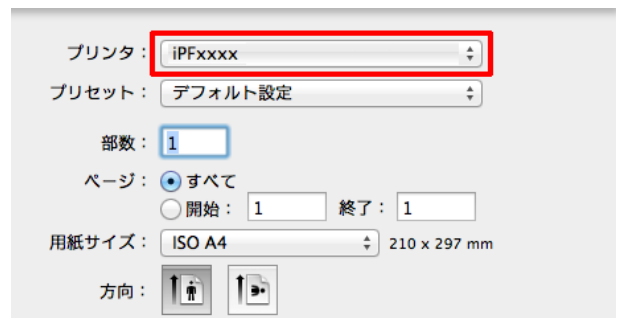 プリンタ： iPFxxxx
プリセット： デフォルト設定
部数： 1
ページ： すべて
開始： 1 終了： 1
用紙サイズ： ISO A4 210 x 297 mm
方向：